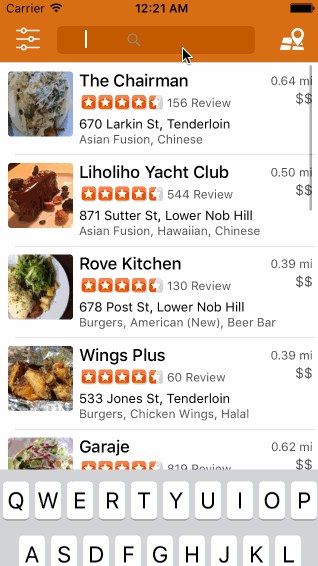 Carrier 12:21 AM
The Chairman 0.64 mi
156 Review $$
670 Larkin St, Tenderloin
Asian Fusion, Chinese
Liholiho Yacht Club 0.50 mi
544 Review $$
871 Sutter St, Lower Nob Hill
Asian Fusion, Hawaiian, Chinese
Rove Kitchen 0.39 mi
130 Review $$
678 Post St, Lower Nob Hill
Burgers, American (New), Beer Bar
Wings Plus 0.39 mi
60 Review $$
533 Jones St, Tenderloin
Burgers, Chicken Wings, Halal
Garaje 0.62 mi
819 Review $$
Q W E R T Y U I O P
A S D F G H J K L